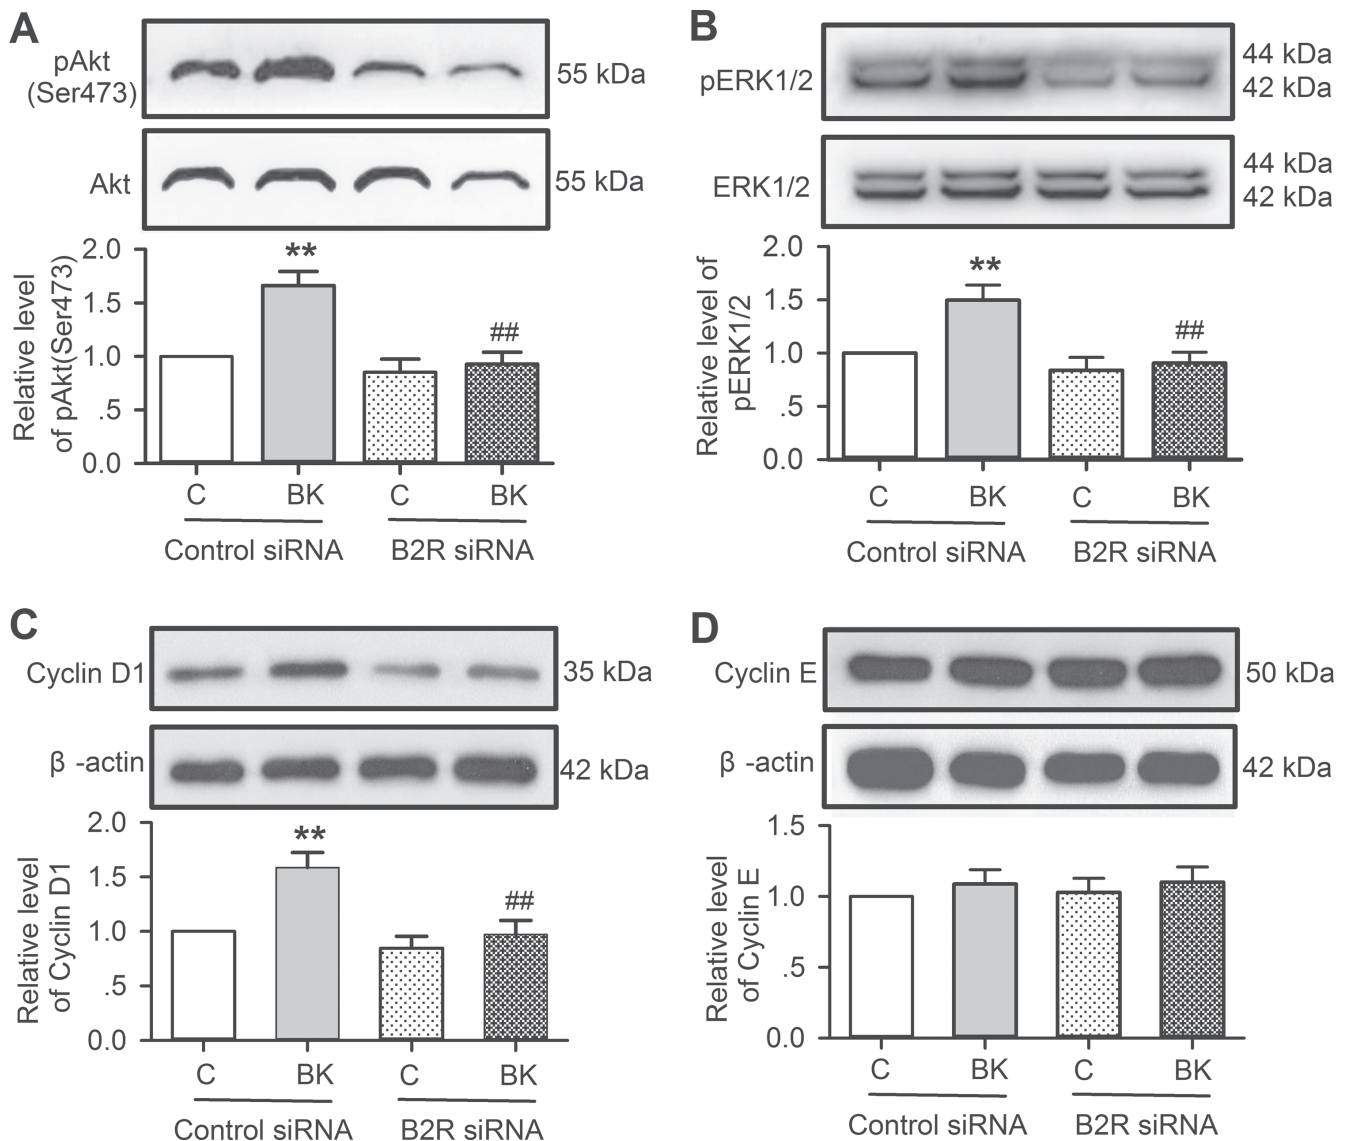 A
pAkt
(Ser473)
55 kDa
Akt
55 kDa
Relative level
of pAkt(Ser473)
2.0
1.5
1.0
.5
0.0
**
##
C
BK
C
BK
Control siRNA
B2R siRNA
B
pERK1/2
44 kDa
42 kDa
ERK1/2
44 kDa
42 kDa
Relative level of
pERK1/2
2.0
1.5
1.0
.5
0.0
**
##
C
BK
C
BK
Control siRNA
B2R siRNA
C
Cyclin D1
35 kDa
β -actin
42 kDa
Relative level
of Cyclin D1
2.0
1.5
1.0
.5
0.0
**
##
C
BK
C
BK
Control siRNA
B2R siRNA
D
Cyclin E
50 kDa
β -actin
42 kDa
Relative level
of Cyclin E
1.5
1.0
.5
0.0
C
BK
C
BK
Control siRNA
B2R siRNA